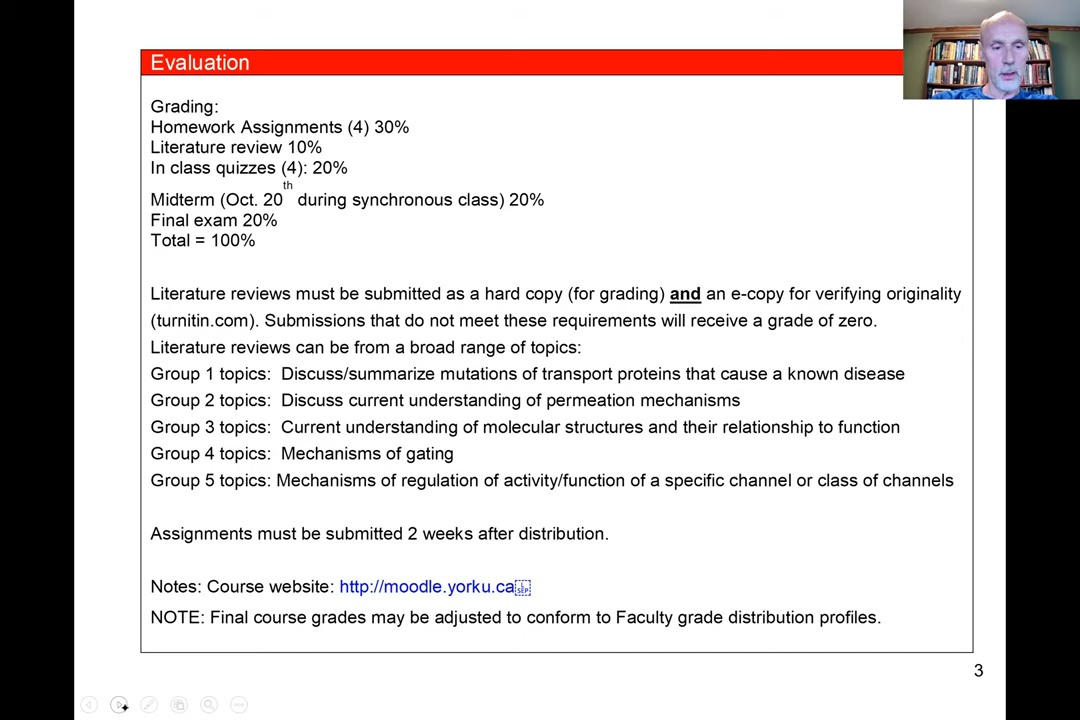 Evaluation
Grading:
Homework Assignments (4) 30%
Literature review 10%
In class quizzes (4): 20%
Midterm (Oct. 20th during synchronous class) 20%
Final exam 20%
Total = 100%
Literature reviews must be submitted as a hard copy (for grading) and an e-copy for verifying originality
(turnitin.com). Submissions that do not meet these requirements will receive a grade of zero.
Literature reviews can be from a broad range of topics:
Group 1 topics: Discuss/summarize mutations of transport proteins that cause a known disease
Group 2 topics: Discuss current understanding of permeation mechanisms
Group 3 topics: Current understanding of molecular structures and their relationship to function
Group 4 topics: Mechanisms of gating
Group 5 topics: Mechanisms of regulation of activity/function of a specific channel or class of channels
Assignments must be submitted 2 weeks after distribution.
Notes: Course website: http://moodle.yorku.ca
NOTE: Final course grades may be adjusted to conform to Faculty grade distribution profiles.
3